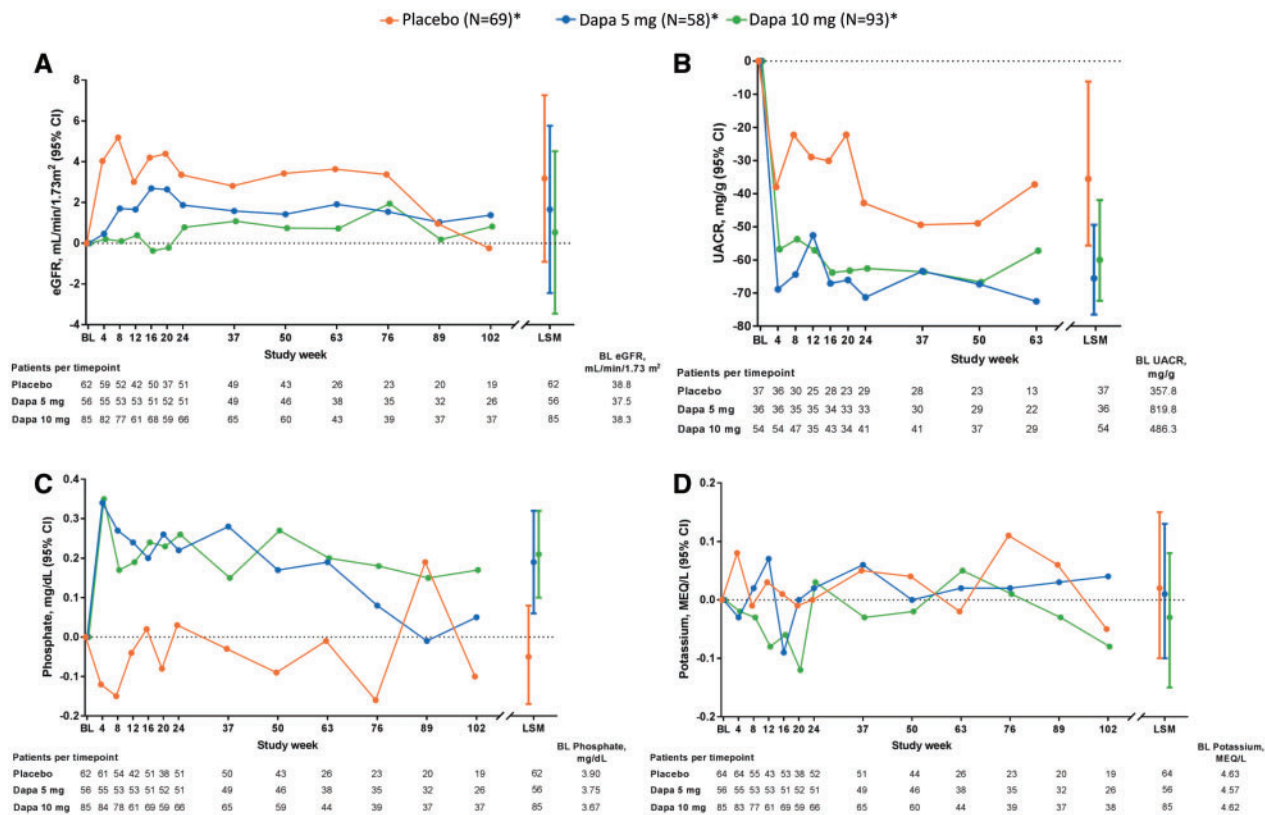 Placebo (N=69)* Dapa 5 mg (N=58)* Dapa 10 mg (N=93)*
A
eGFR, mL/min/1.73m² (95% CI)
8
6
4
2
0
-2
-4
BL 4 8 12 16 20 24 37 50 63 76 89 102 LSM
Study week
Patients per timepoint BL eGFR, mL/min/1.73 m²
Placebo 62 59 52 42 50 37 51 49 43 26 23 20 19 62 38.8
Dapa 5 mg 56 55 53 53 51 52 51 49 46 38 35 32 26 56 37.5
Dapa 10 mg 85 82 77 61 68 59 66 65 60 43 39 37 37 85 38.3
B
UACR, mg/g (95% CI)
0
-10
-20
-30
-40
-50
-60
-70
-80
BL 4 8 12 16 20 24 37 50 63 LSM
Study week
Patients per timepoint BL UACR, mg/g
Placebo 37 36 30 25 28 23 29 28 23 13 37 357.8
Dapa 5 mg 36 36 35 35 34 33 33 30 29 22 36 819.8
Dapa 10 mg 54 54 47 35 43 34 41 41 37 29 54 486.3
C
Phosphate, mg/dL (95% CI)
0.4
0.3
0.2
0.1
0.0
-0.1
-0.2
BL 4 8 12 16 20 24 37 50 63 76 89 102 LSM
Study week
Patients per timepoint BL Phosphate, mg/dL
Placebo 62 61 54 42 51 38 51 50 43 26 23 20 19 62 3.90
Dapa 5 mg 56 55 53 53 51 52 51 49 46 38 35 32 26 56 3.75
Dapa 10 mg 85 84 78 61 69 59 66 65 59 44 39 37 37 85 3.67
D
Potassium, MEQ/L (95% CI)
0.2
0.1
0.0
-0.1
-0.2
BL 4 8 12 16 20 24 37 50 63 76 89 102 LSM
Study week
Patients per timepoint BL Potassium, MEQ/L
Placebo 64 64 55 43 53 38 52 51 44 26 23 20 19 64 4.63
Dapa 5 mg 56 55 53 53 51 52 51 49 46 38 35 32 26 56 4.57
Dapa 10 mg 85 83 77 61 69 59 66 65 60 44 39 37 38 85 4.62